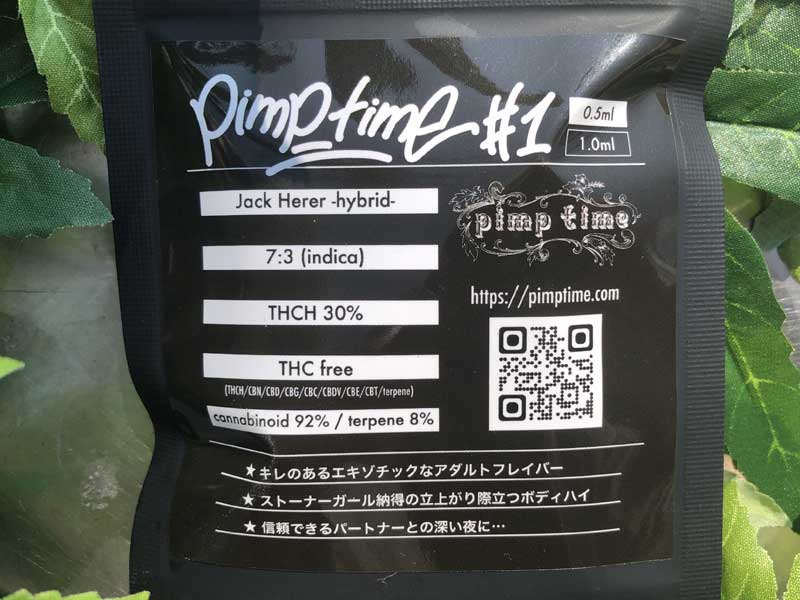 pimptime #1
0.5ml
1.0ml
Jack Herer -hybrid-
pimp time
7:3 (indica)
https://pimptime.com
THCH 30%
THC free
(THCH/CBN/CBD/CBG/CBC/CBDV/CBE/CBT/terpene)
cannabinoid 92% / terpene 8%
★キレのあるエキゾチックなアダルトフレイバー
★ストーナーガール納得の立上がり際立つボディハイ
★信頼できるパートナーとの深い夜に…